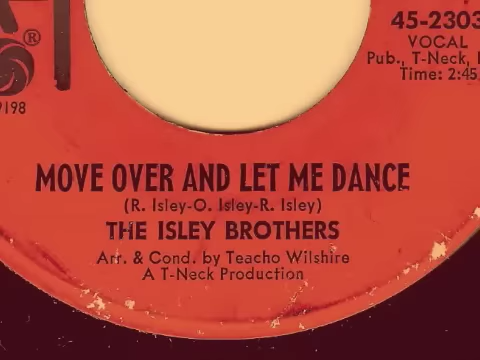 ®
9198
45-2303
VOCAL
Pub., T-Neck,
Time: 2:45
MOVE OVER AND LET ME DANCE
(R. Isley-O. Isley-R. Isley)
THE ISLEY BROTHERS
Arr. & Cond. by Teacho Wilshire
A T-Neck Production